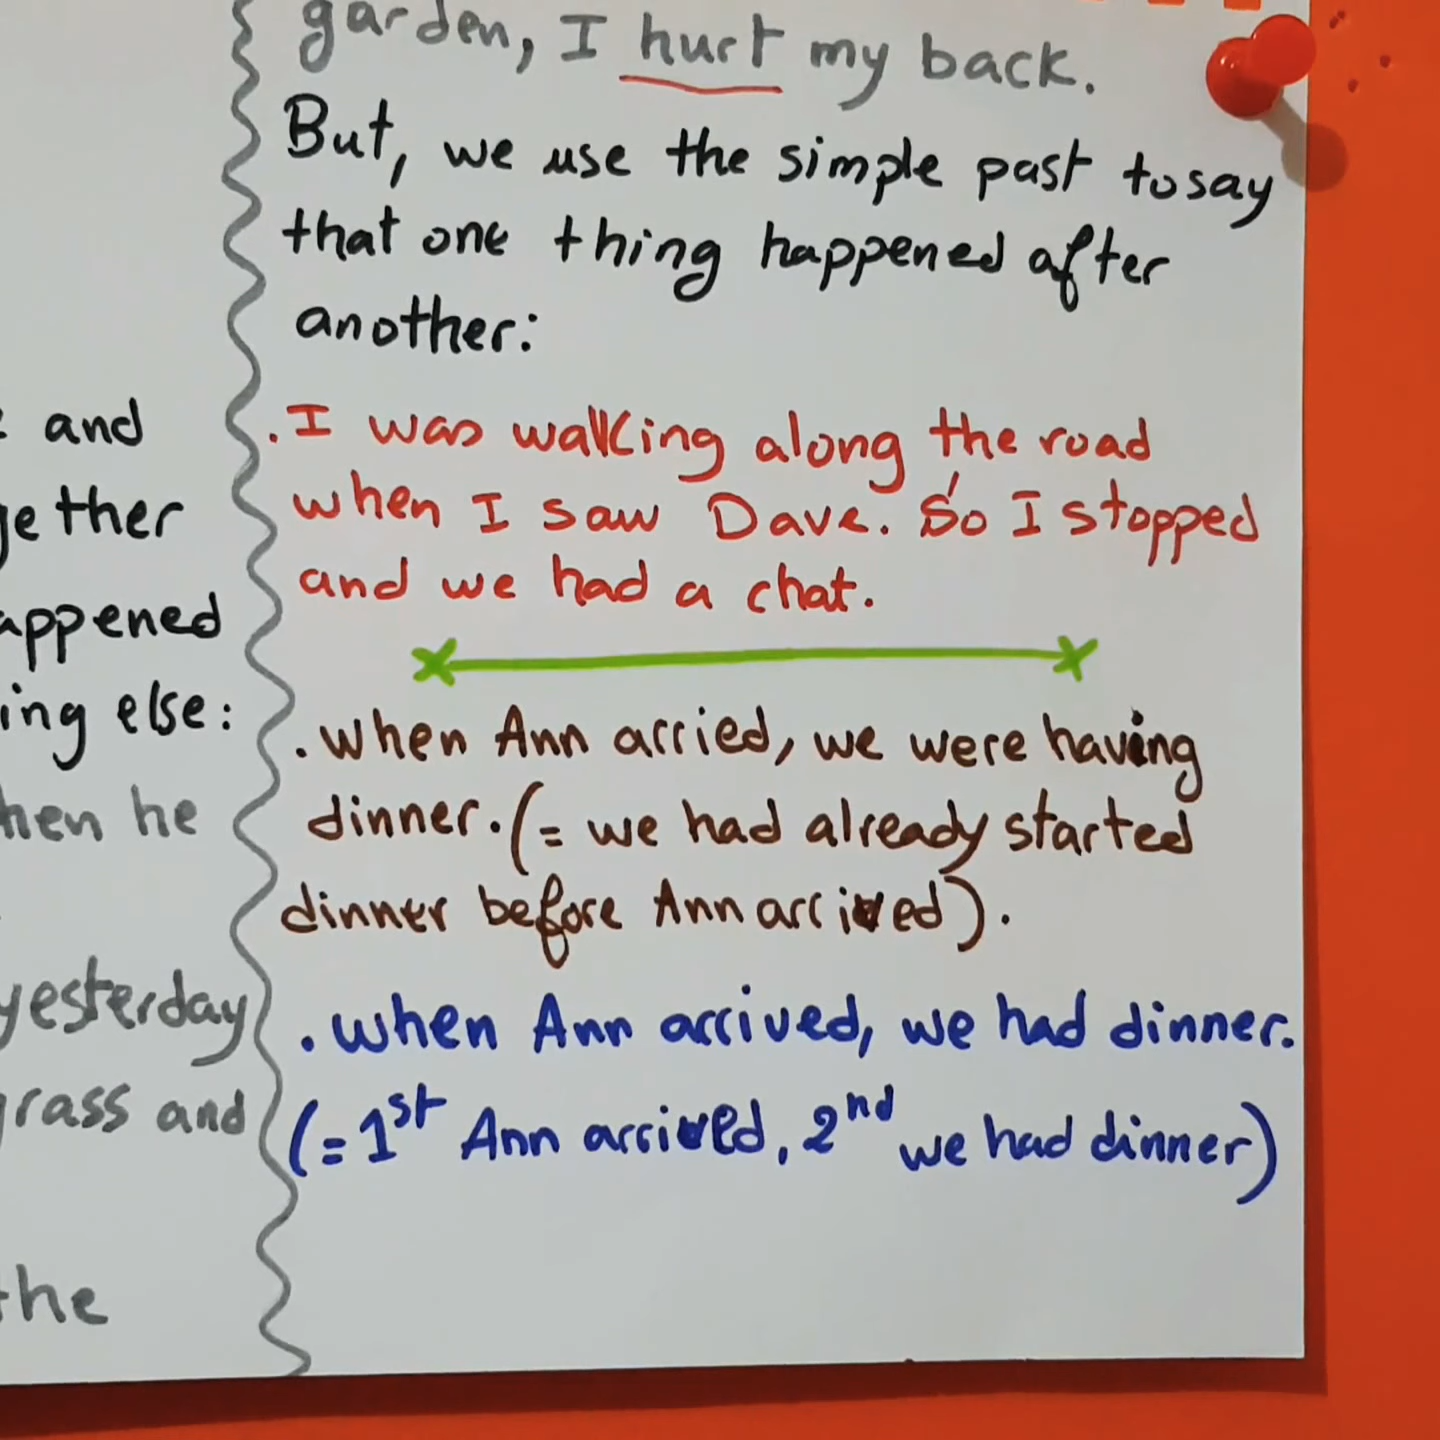 and
gether
appened
ing else:
hen he
yesterday
grass and
the
garden, I hurt my back.
But, we use the simple past to say
that one thing happened after
another:
. I was walking along the road
when I saw Dave. So I stopped
and we had a chat.
. when Ann arried, we were having
dinner. (= we had already started
dinner before Ann arrived).
. when Ann arrived, we had dinner.
(= 1st Ann arrived, 2nd we had dinner)